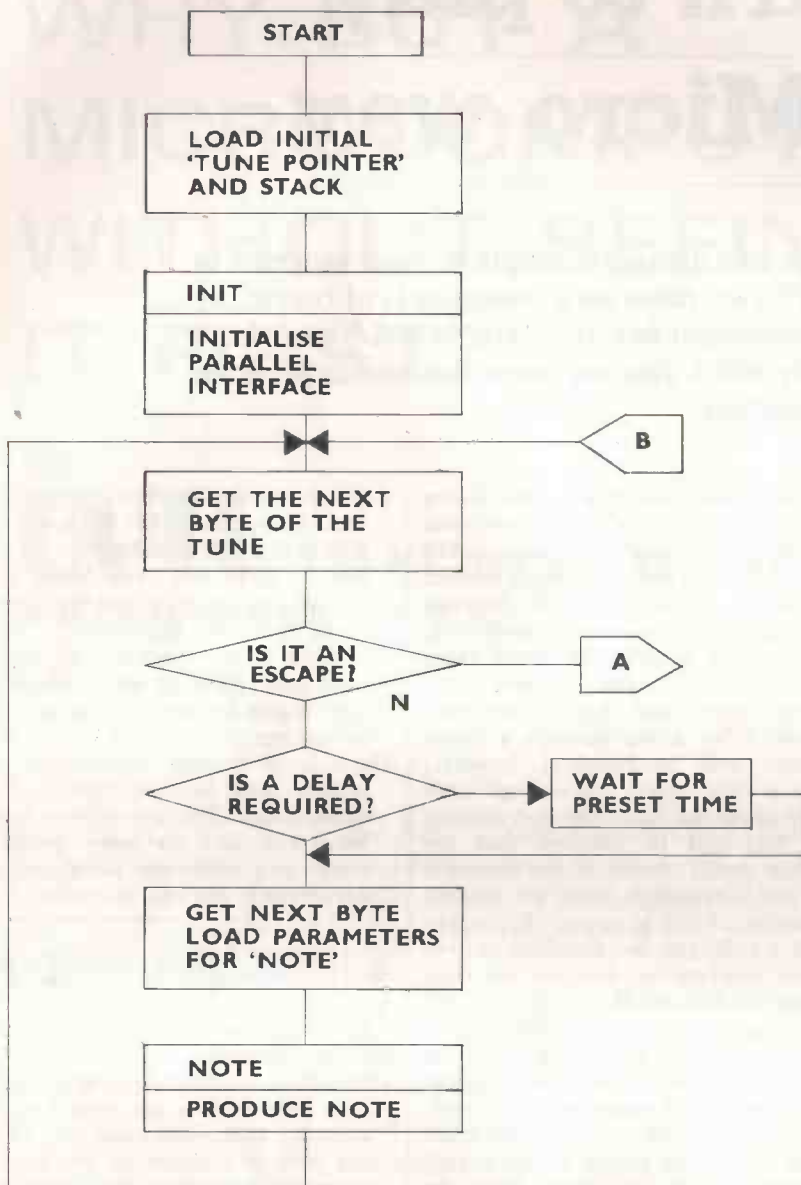 START
LOAD INITIAL
'TUNE POINTER'
AND STACK
INIT
INITIALISE
PARALLEL
INTERFACE
B
GET THE NEXT
BYTE OF THE
TUNE
IS IT AN
ESCAPE?
A
N
IS A DELAY
REQUIRED?
WAIT FOR
PRESET TIME
GET NEXT BYTE
LOAD PARAMETERS
FOR 'NOTE'
NOTE
PRODUCE NOTE